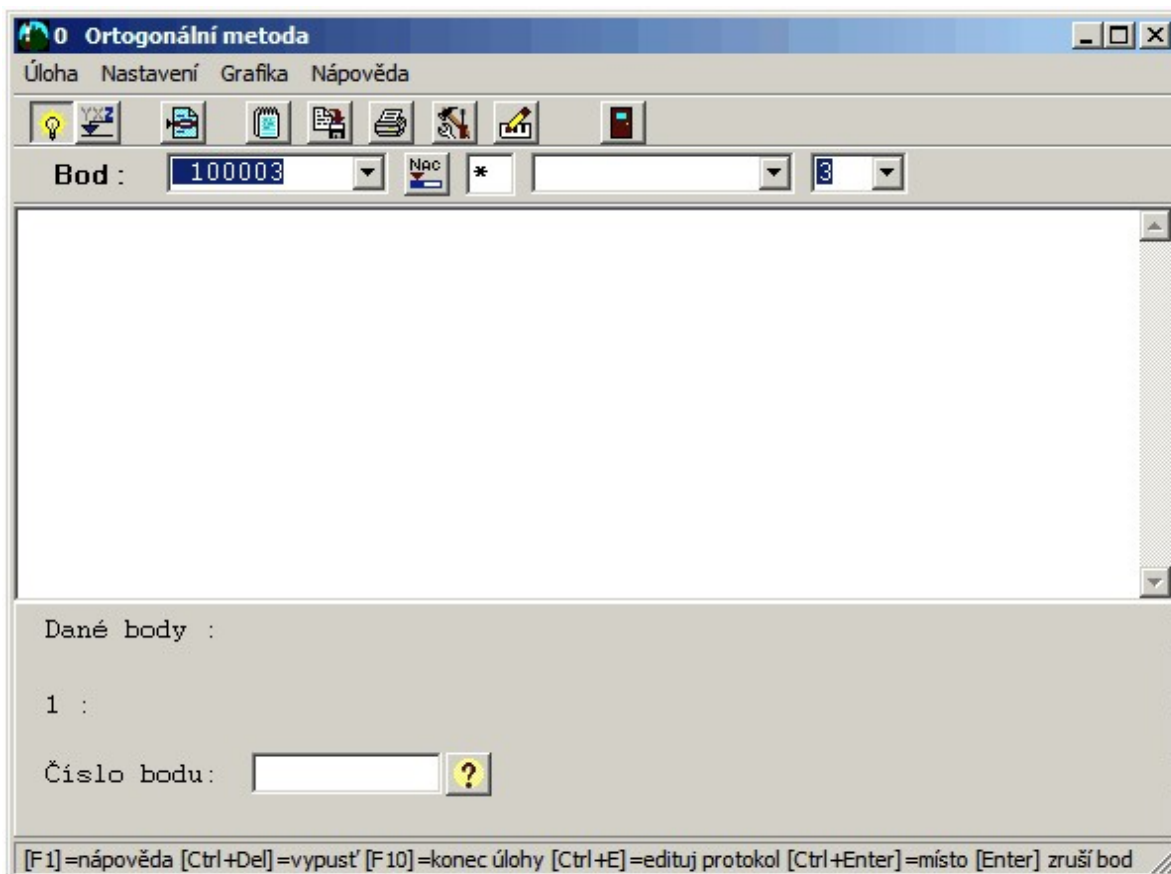 0 Ortogonální metoda
Úloha Nastavení Grafika Nápověda
YXZ
Bod : 100003 NAC * 3
Dané body :
1 :
Číslo bodu: ?
[F1]=nápověda [Ctrl+Del]=vypusť [F10]=konec úlohy [Ctrl+E]=edituj protokol [Ctrl+Enter]=místo [Enter] zruší bod